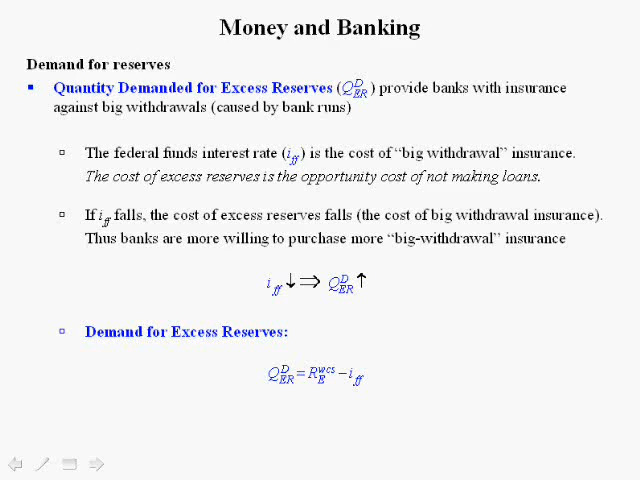 Money and Banking
Demand for reserves
▪ Quantity Demanded for Excess Reserves (Q^D_ER) provide banks with insurance
against big withdrawals (caused by bank runs)
▫ The federal funds interest rate (i_ff) is the cost of “big withdrawal” insurance.
The cost of excess reserves is the opportunity cost of not making loans.
▫ If i_ff falls, the cost of excess reserves falls (the cost of big withdrawal insurance).
Thus banks are more willing to purchase more “big-withdrawal” insurance
i_ff ↓ ⇒ Q^D_ER ↑
▫ Demand for Excess Reserves:
Q^D_ER = R^wcs_E − i_ff